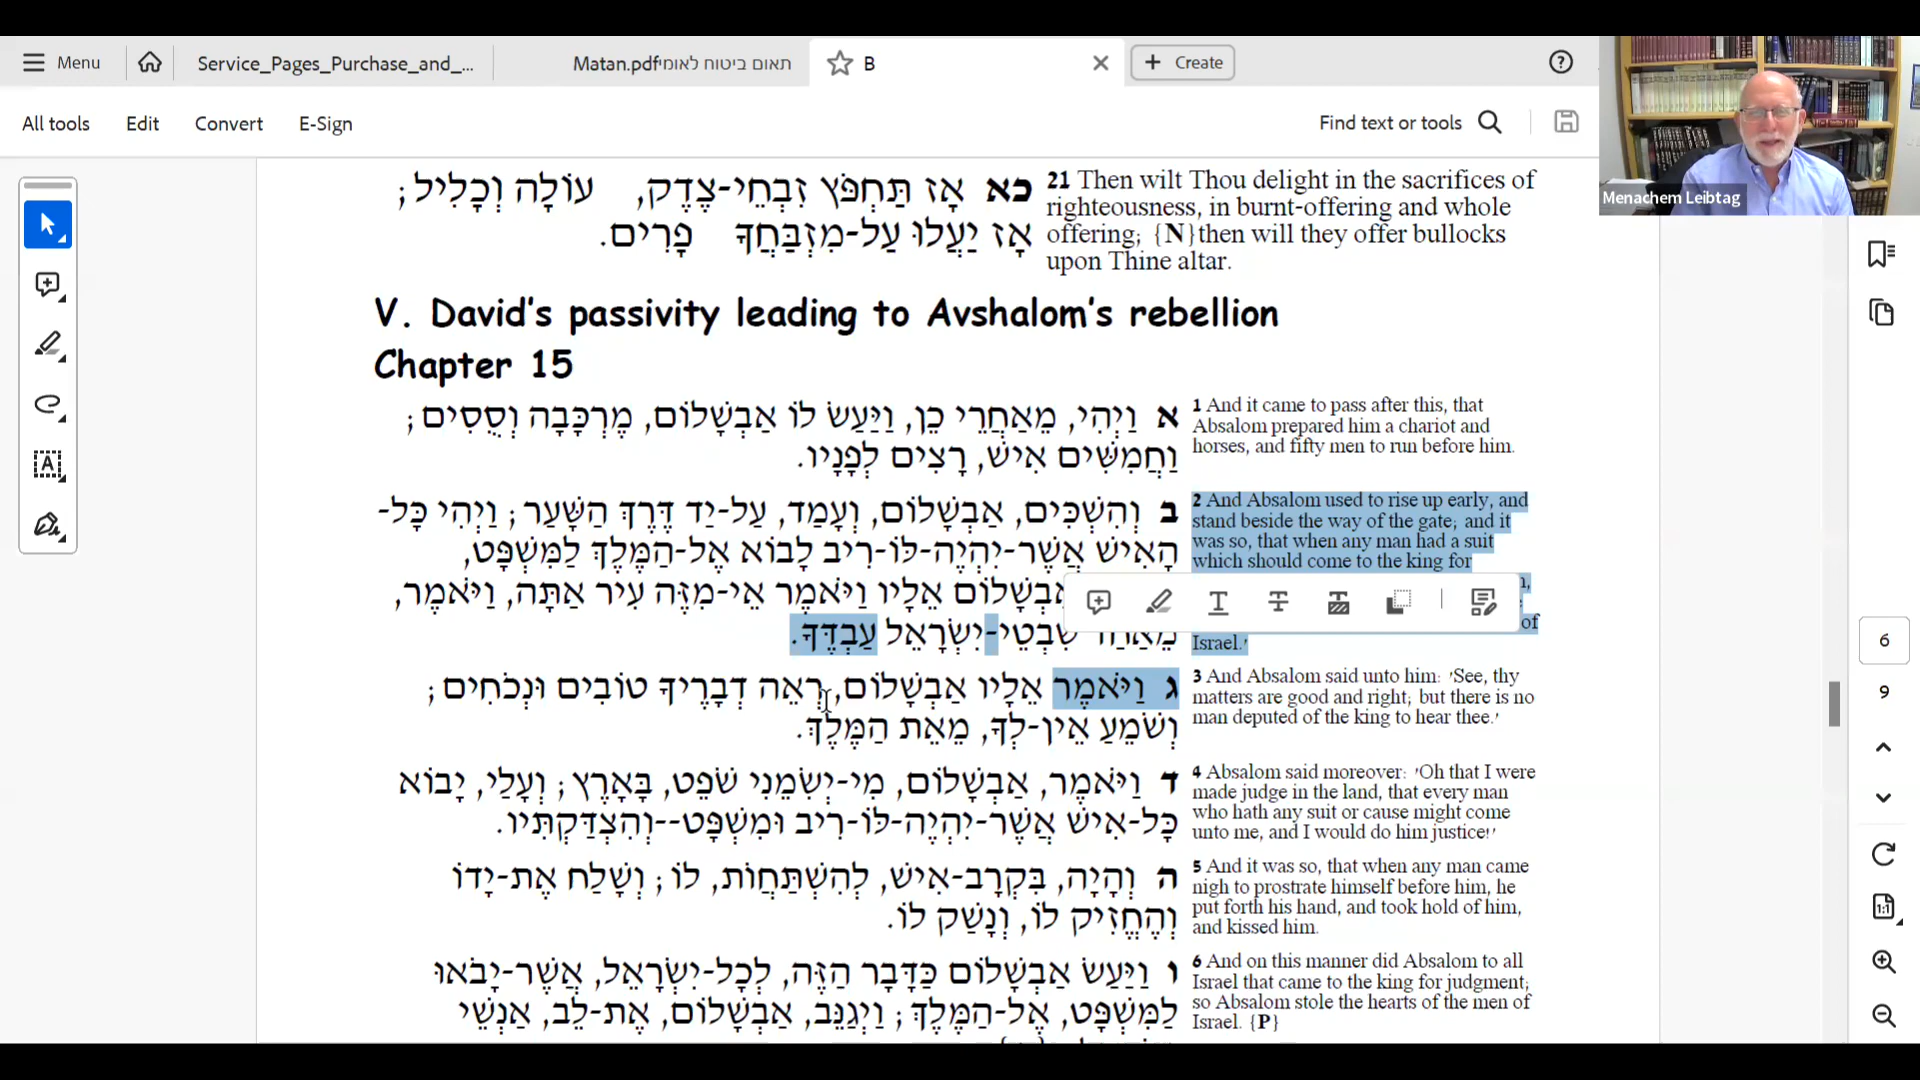 Menu
Service_Pages_Purchase_and_...
תאום ביטוח לאומיMatan.pdf
B
Create
All tools
Edit
Convert
E-Sign
Find text or tools
Menachem Leibtag
כא אָז תַּחְפֹּץ זִבְחֵי-צֶדֶק, עוֹלָה וְכָלִיל;
אָז יַעֲלוּ עַל-מִזְבַּחֲךָ פָרִים.
21 Then wilt Thou delight in the sacrifices of
righteousness, in burnt-offering and whole
offering; {N}then will they offer bullocks
upon Thine altar.
V. David's passivity leading to Avshalom's rebellion
Chapter 15
א וַיְהִי, מֵאַחֲרֵי כֵן, וַיַּעַשׂ לוֹ אַבְשָׁלוֹם, מֶרְכָּבָה וְסֻסִים;
וַחֲמִשִּׁים אִישׁ, רָצִים לְפָנָיו.
1 And it came to pass after this, that
Absalom prepared him a chariot and
horses, and fifty men to run before him.
ב וְהִשְׁכִּים, אַבְשָׁלוֹם, וְעָמַד, עַל-יַד דֶּרֶךְ הַשָּׁעַר; וַיְהִי כָּל-
הָאִישׁ אֲשֶׁר-יִהְיֶה-לּוֹ-רִיב לָבוֹא אֶל-הַמֶּלֶךְ לַמִּשְׁפָּט,
אַבְשָׁלוֹם אֵלָיו וַיֹּאמֶר אֵי-מִזֶּה עִיר אַתָּה, וַיֹּאמֶר,
מֵאַחַד שִׁבְטֵי-יִשְׂרָאֵל עַבְדֶּךָ.
2 And Absalom used to rise up early, and
stand beside the way of the gate; and it
was so, that when any man had a suit
which should come to the king for
of
Israel.'
ג וַיֹּאמֶר אֵלָיו אַבְשָׁלוֹם, רְאֵה דְבָרֶיךָ טוֹבִים וּנְכֹחִים;
וְשֹׁמֵעַ אֵין-לְךָ, מֵאֵת הַמֶּלֶךְ.
3 And Absalom said unto him: 'See, thy
matters are good and right; but there is no
man deputed of the king to hear thee.'
ד וַיֹּאמֶר, אַבְשָׁלוֹם, מִי-יְשִׂמֵנִי שֹׁפֵט, בָּאָרֶץ; וְעָלַי, יָבוֹא
כָּל-אִישׁ אֲשֶׁר-יִהְיֶה-לּוֹ-רִיב וּמִשְׁפָּט--וְהִצְדַּקְתִּיו.
4 Absalom said moreover: 'Oh that I were
made judge in the land, that every man
who hath any suit or cause might come
unto me, and I would do him justice!'
ה וְהָיָה, בִּקְרָב-אִישׁ, לְהִשְׁתַּחֲוֺת, לוֹ; וְשָׁלַח אֶת-יָדוֹ
וְהֶחֱזִיק לוֹ, וְנָשַׁק לוֹ.
5 And it was so, that when any man came
nigh to prostrate himself before him, he
put forth his hand, and took hold of him,
and kissed him.
ו וַיַּעַשׂ אַבְשָׁלוֹם כַּדָּבָר הַזֶּה, לְכָל-יִשְׂרָאֵל, אֲשֶׁר-יָבֹאוּ
לַמִּשְׁפָּט, אֶל-הַמֶּלֶךְ; וַיְגַנֵּב, אַבְשָׁלוֹם, אֶת-לֵב, אַנְשֵׁי
6 And on this manner did Absalom to all
Israel that came to the king for judgment;
so Absalom stole the hearts of the men of
Israel. {P}
6
9
1:1